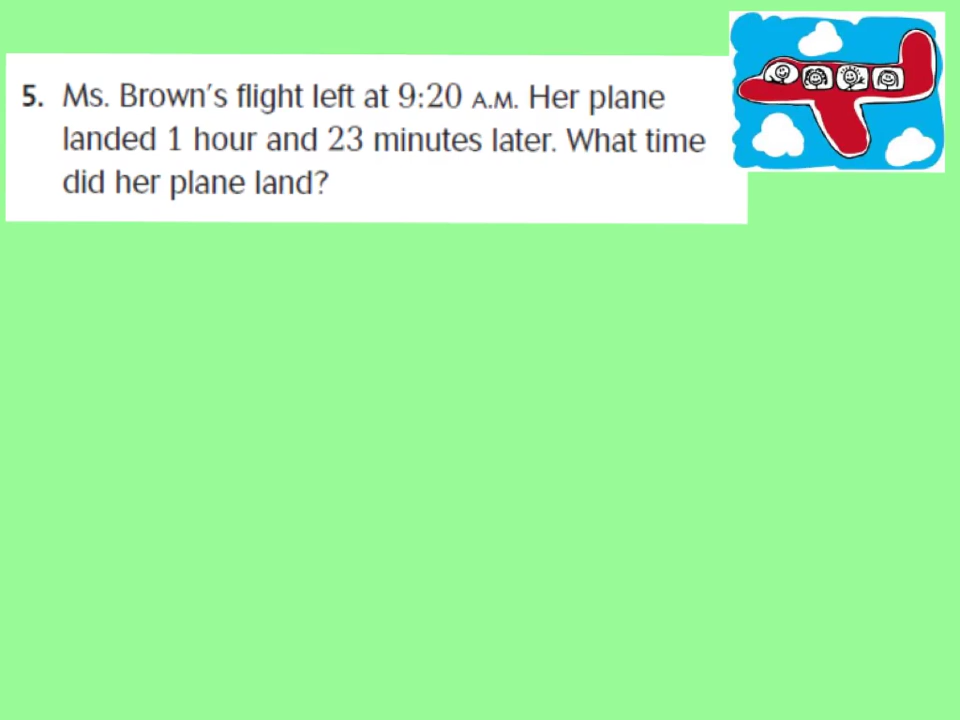 5. Ms. Brown's flight left at 9:20 A.M. Her plane
landed 1 hour and 23 minutes later. What time
did her plane land?